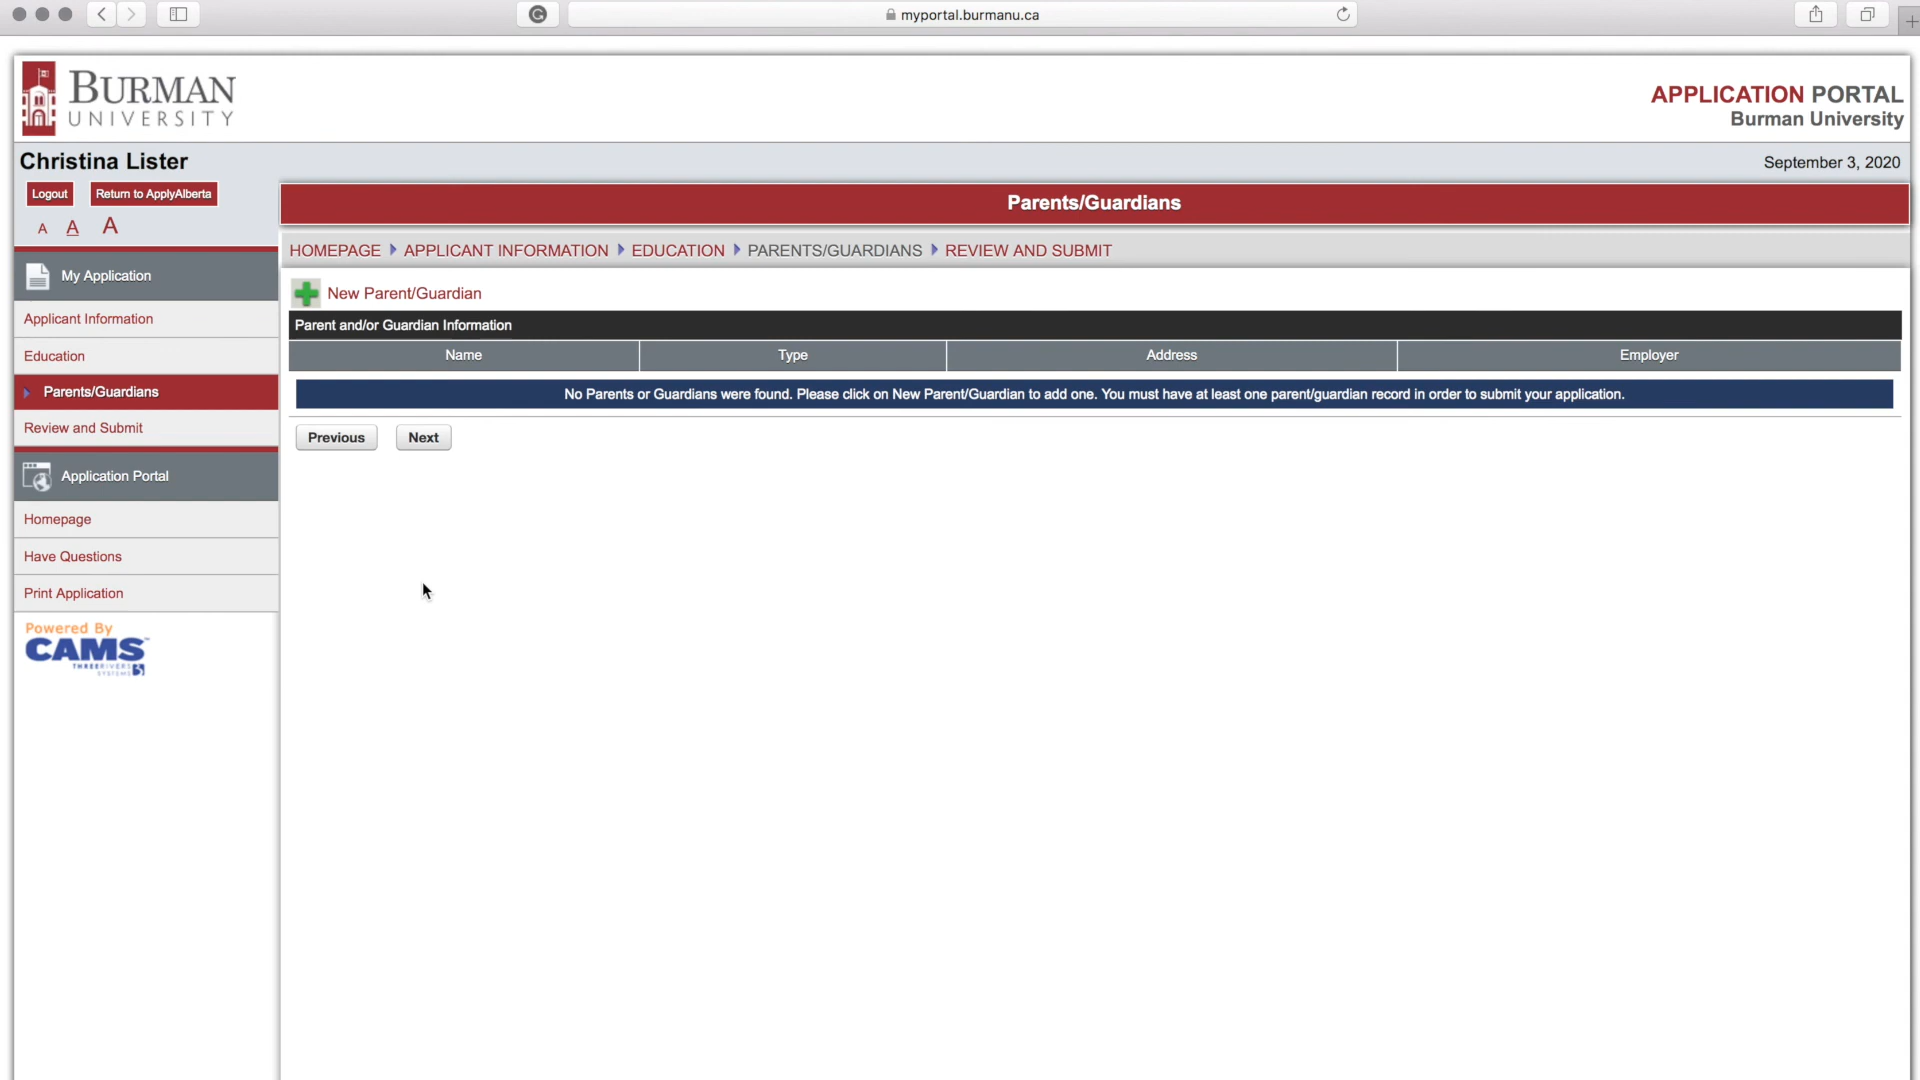 myportal.burmanu.ca
BURMAN
UNIVERSITY
APPLICATION PORTAL
Burman University
Christina Lister
September 3, 2020
Logout
Return to ApplyAlberta
A A A
Parents/Guardians
HOMEPAGE APPLICANT INFORMATION EDUCATION PARENTS/GUARDIANS REVIEW AND SUBMIT
My Application
Applicant Information
Education
Parents/Guardians
Review and Submit
Application Portal
Homepage
Have Questions
Print Application
Powered By
CAMS
THREE RIVERS
SYSTEMS
New Parent/Guardian
Parent and/or Guardian Information
Name Type Address Employer
No Parents or Guardians were found. Please click on New Parent/Guardian to add one. You must have at least one parent/guardian record in order to submit your application.
Previous Next